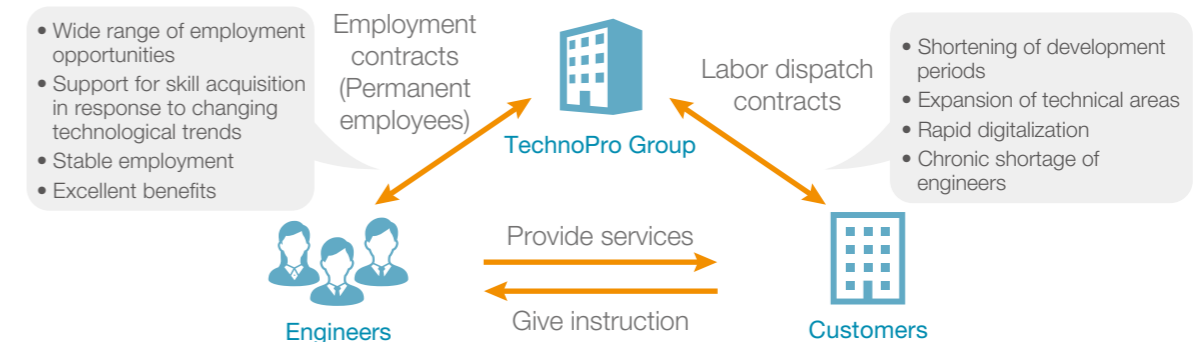 • Wide range of employment
opportunities
• Support for skill acquisition
in response to changing
technological trends
• Stable employment
• Excellent benefits
Employment
contracts
(Permanent
employees)
TechnoPro Group
Labor dispatch
contracts
• Shortening of development
periods
• Expansion of technical areas
• Rapid digitalization
• Chronic shortage of
engineers
Provide services
Give instruction
Engineers
Customers